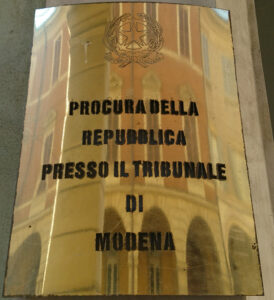 PROCURA DELLA
REPUBBLICA
PRESSO IL TRIBUNALE
DI
MODENA